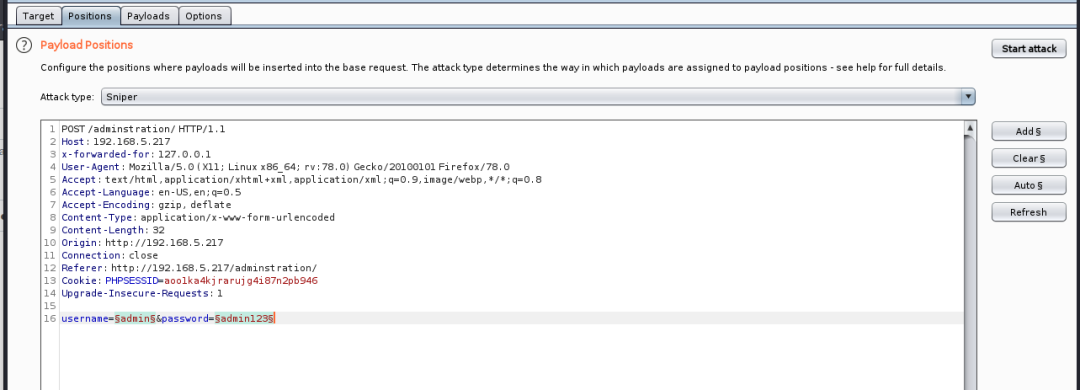 Target Positions Payloads Options
? Payload Positions
Start attack
Configure the positions where payloads will be inserted into the base request. The attack type determines the way in which payloads are assigned to payload positions - see help for full details.
Attack type: Sniper
1 POST /adminstration/ HTTP/1.1
2 Host: 192.168.5.217
3 x-forwarded-for: 127.0.0.1
4 User-Agent: Mozilla/5.0 (X11; Linux x86_64; rv:78.0) Gecko/20100101 Firefox/78.0
5 Accept: text/html,application/xhtml+xml,application/xml;q=0.9,image/webp,*/*;q=0.8
6 Accept-Language: en-US,en;q=0.5
7 Accept-Encoding: gzip, deflate
8 Content-Type: application/x-www-form-urlencoded
9 Content-Length: 32
10 Origin: http://192.168.5.217
11 Connection: close
12 Referer: http://192.168.5.217/adminstration/
13 Cookie: PHPSESSID=aoolka4kjrarujg4i87n2pb946
14 Upgrade-Insecure-Requests: 1
15
16 username=§admin§&password=§admin123§
Add §
Clear §
Auto §
Refresh